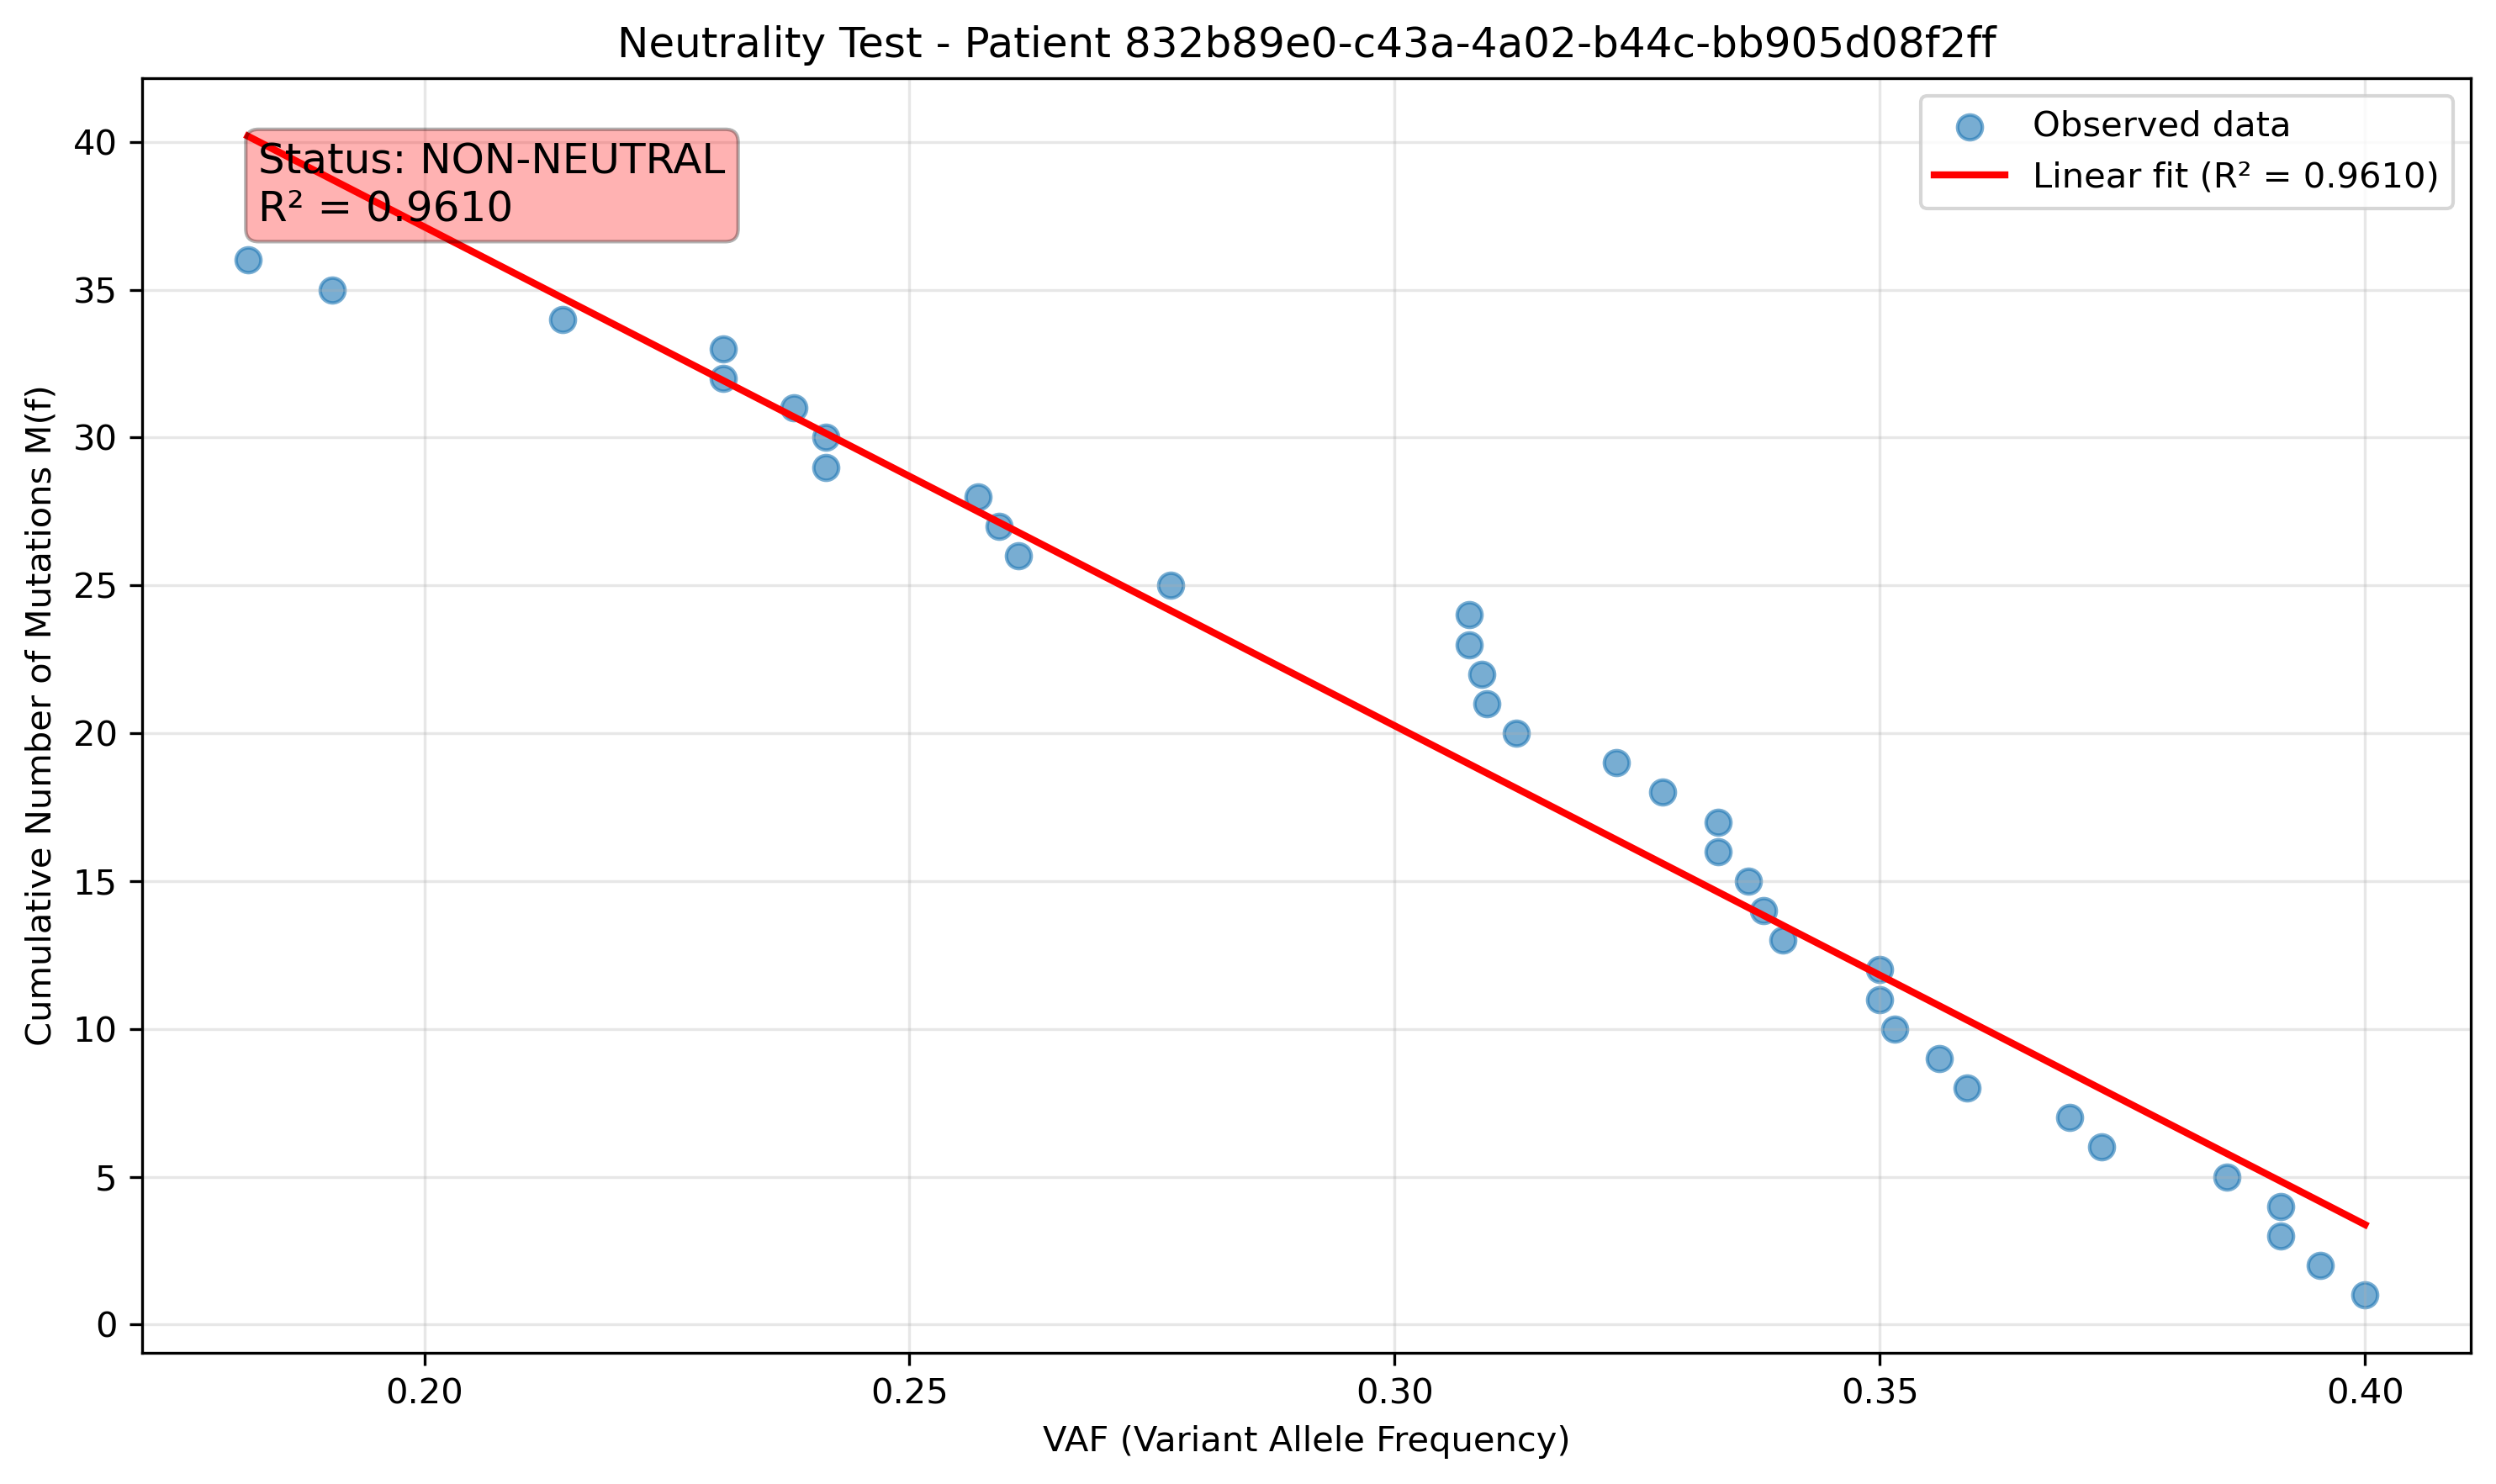 Neutrality Test - Patient 832b89e0-c43a-4a02-b44c-bb905d08f2ff
Status: NON-NEUTRAL
R² = 0.9610
Observed data
Linear fit (R² = 0.9610)
Cumulative Number of Mutations M(f)
40
35
30
25
20
15
10
5
0
0.20
0.25
0.30
0.35
0.40
VAF (Variant Allele Frequency)